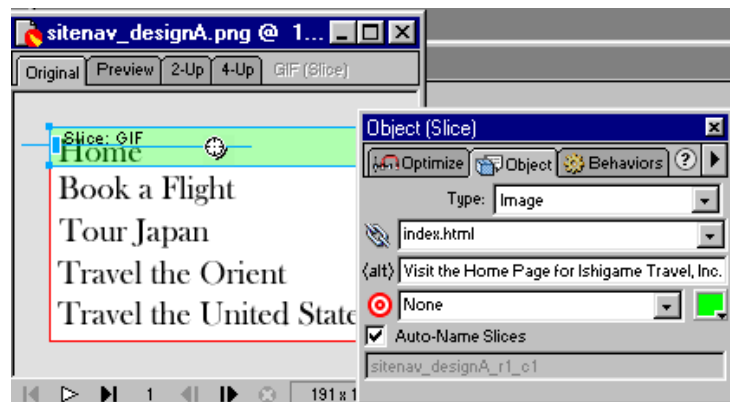 sitenav_designA.png @ 1...
Original Preview 2-Up 4-Up GIF (Slice)
Slice: GIF
Home
Book a Flight
Tour Japan
Travel the Orient
Travel the United State
1 191 x 1
Object (Slice)
Optimize Object Behaviors ?
Type: Image
index.html
⟨alt⟩ Visit the Home Page for Ishigame Travel, Inc.
None
Auto-Name Slices
sitenav_designA_r1_c1